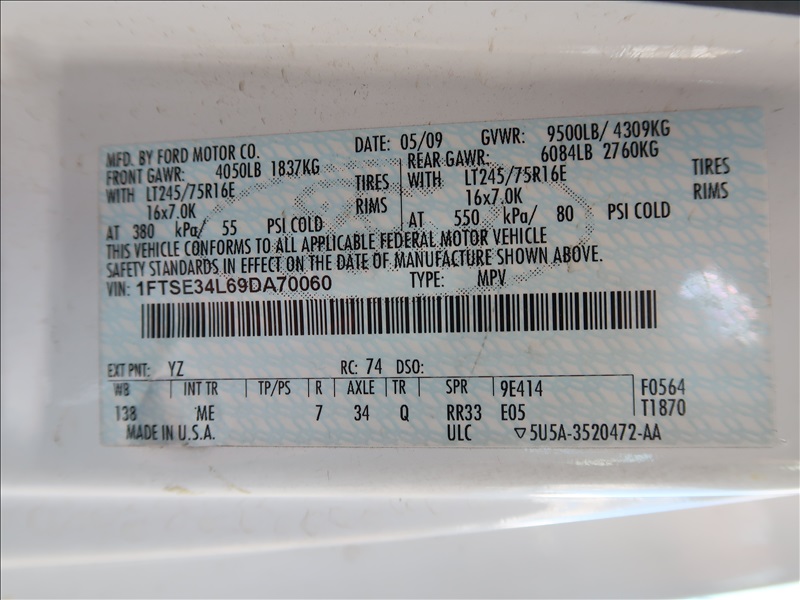 MFD. BY FORD MOTOR CO. DATE: 05/09 GVWR: 9500LB/ 4309KG
FRONT GAWR: 4050LB 1837KG REAR GAWR: 6084LB 2760KG
WITH LT245/75R16E TIRES WITH LT245/75R16E TIRES
16x7.0K RIMS 16x7.0K RIMS
AT 380 kPa/ 55 PSI COLD AT 550 kPa/ 80 PSI COLD
THIS VEHICLE CONFORMS TO ALL APPLICABLE FEDERAL MOTOR VEHICLE
SAFETY STANDARDS IN EFFECT ON THE DATE OF MANUFACTURE SHOWN ABOVE.
VIN: 1FTSE34L69DA70060 TYPE: MPV
EXT PNT: YZ RC: 74 DSO:
WB INT TR TP/PS R AXLE TR SPR 9E414 F0564
138 ME 7 34 Q RR33 E05 T1870
MADE IN U.S.A. ULC ▽5U5A-3520472-AA